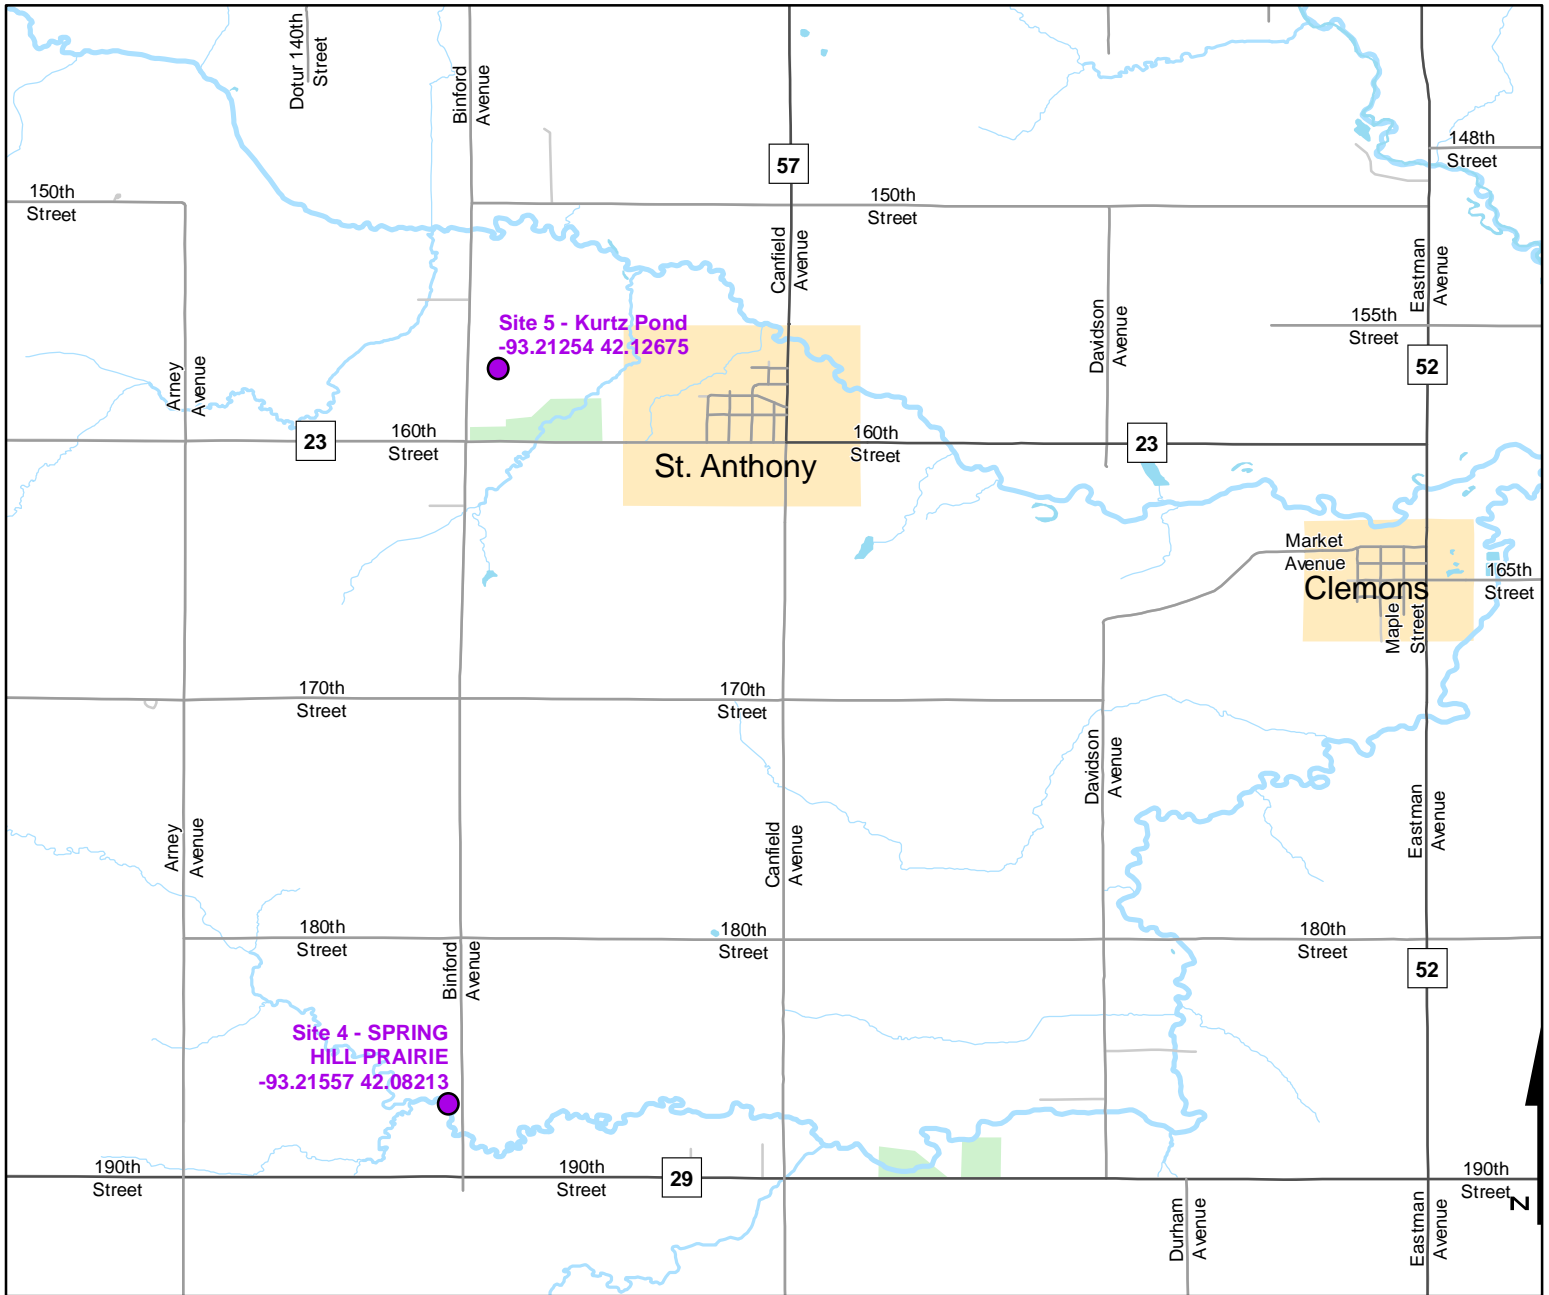 Dotur 140th
Street
Binford
Avenue
57
148th
Street
150th
Street
150th
Street
Canfield
Avenue
Eastman
Avenue
Site 5 - Kurtz Pond
-93.21254 42.12675
Davidson
Avenue
155th
Street
52
Arney
Avenue
23
160th
Street
160th
Street
23
St. Anthony
Market
Avenue
Clemons
165th
Street
Maple
Street
170th
Street
170th
Street
Davidson
Avenue
Arney
Avenue
Canfield
Avenue
Eastman
Avenue
180th
Street
180th
Street
180th
Street
Binford
Avenue
52
Site 4 - SPRING
HILL PRAIRIE
-93.21557 42.08213
190th
Street
190th
Street
29
190th
Street
Durham
Avenue
Eastman
Avenue
N